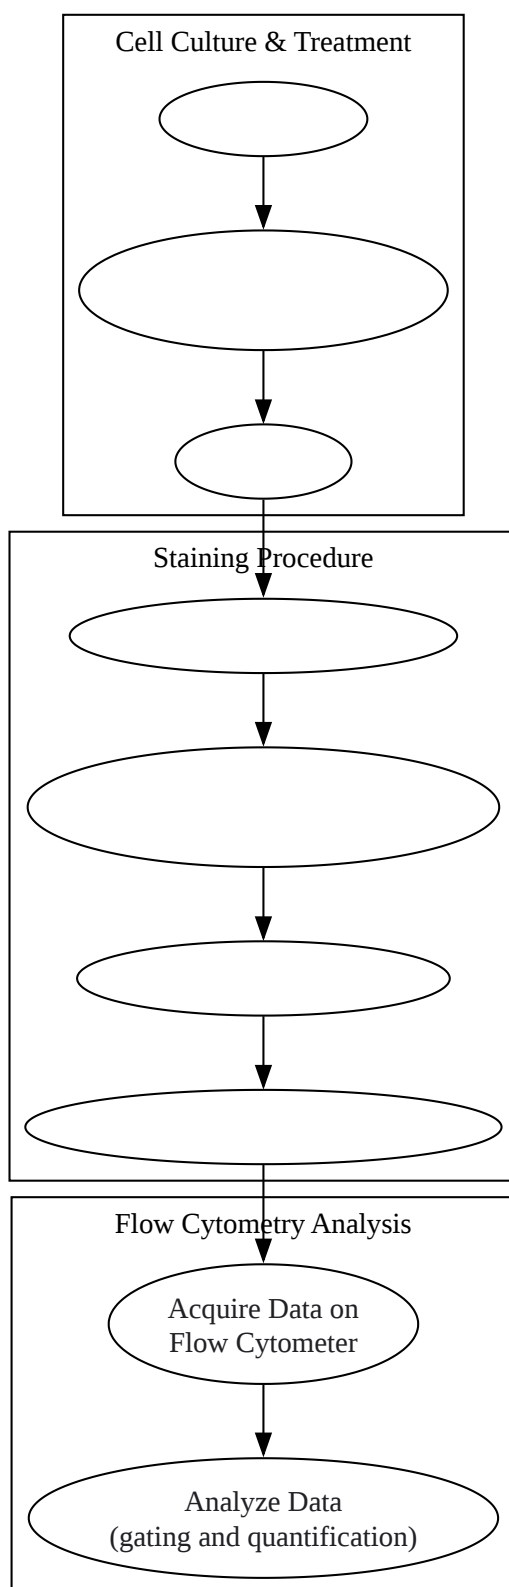 Cell Culture & Treatment
Staining Procedure
Flow Cytometry Analysis
Acquire Data on
Flow Cytometer
Analyze Data
(gating and quantification)